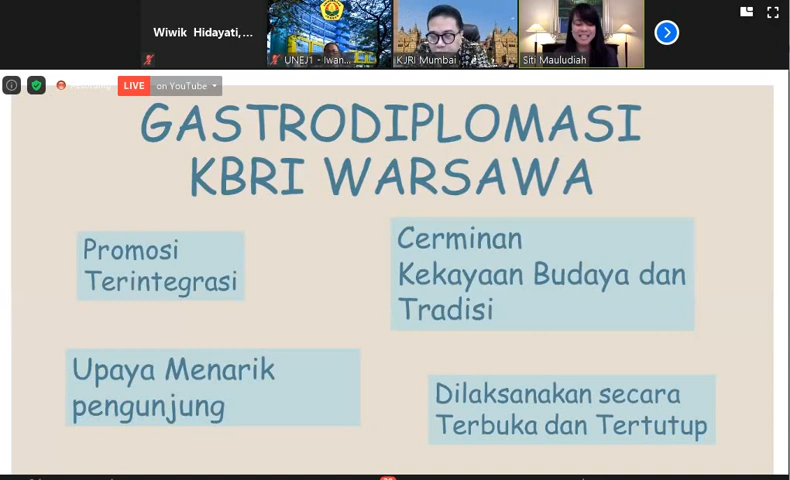 Wiwik Hidayati,...
UNEJ1 - Iwan...
KJRI Mumbai
Siti Mauludiah
Recording
LIVE on YouTube
GASTRODIPLOMASI
KBRI WARSAWA
Promosi
Terintegrasi
Cerminan
Kekayaan Budaya dan
Tradisi
Upaya Menarik
pengunjung
Dilaksanakan secara
Terbuka dan Tertutup